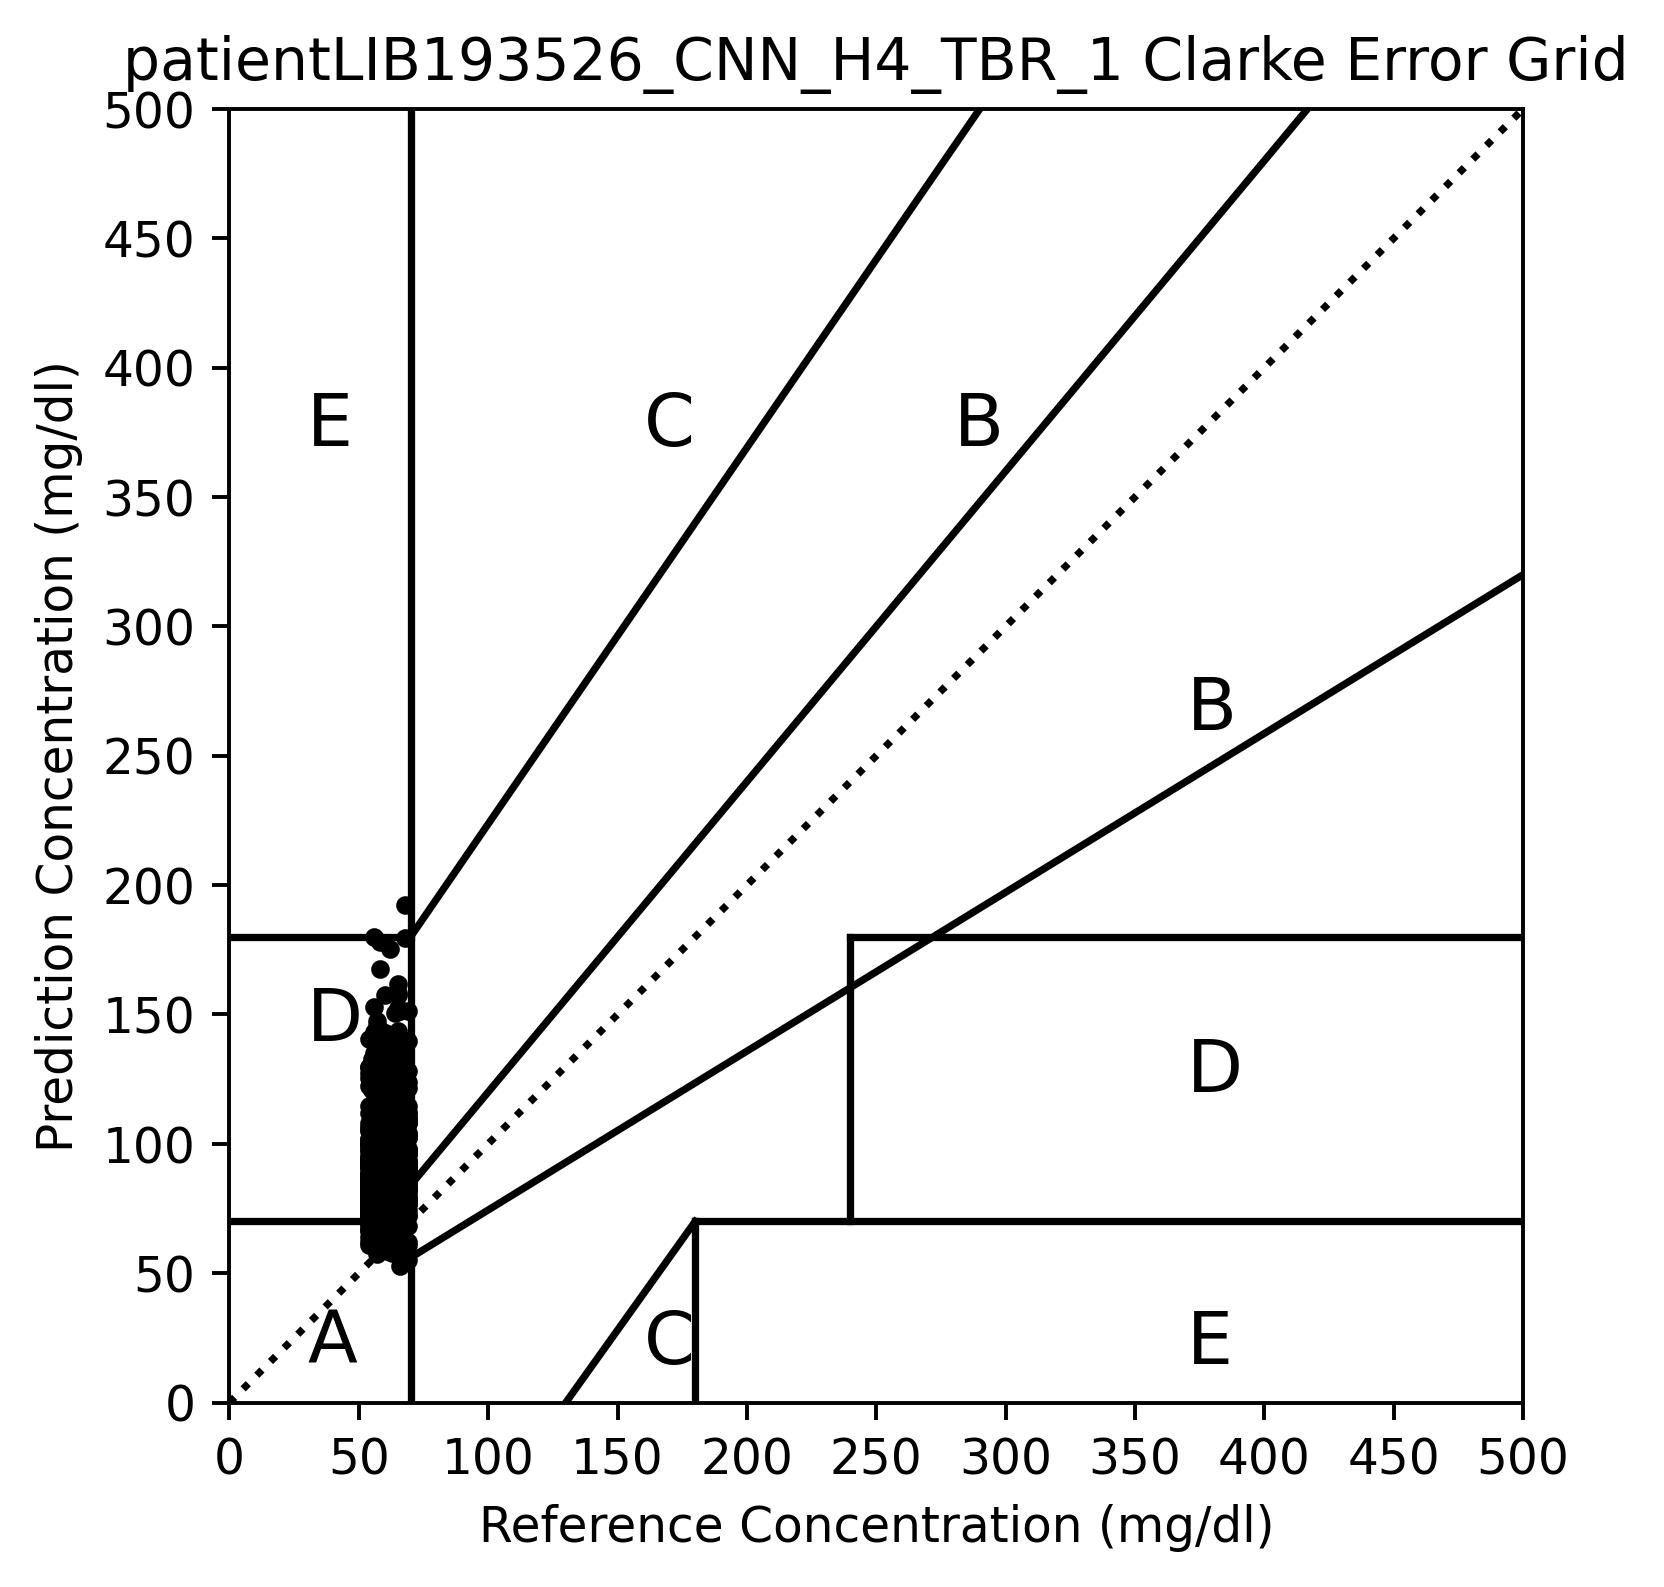 patientLIB193526_CNN_H4_TBR_1 Clarke Error Grid
500
450
400
350
300
250
200
150
100
50
0
Prediction Concentration (mg/dl)
E
C
B
B
D
D
A
C
E
0 50 100 150 200 250 300 350 400 450 500
Reference Concentration (mg/dl)